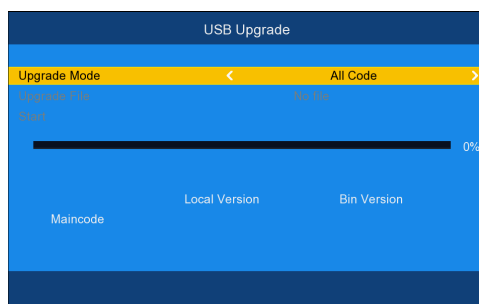 USB Upgrade
Upgrade Mode < All Code >
Upgrade File No file
Start
0%
Local Version Bin Version
Maincode